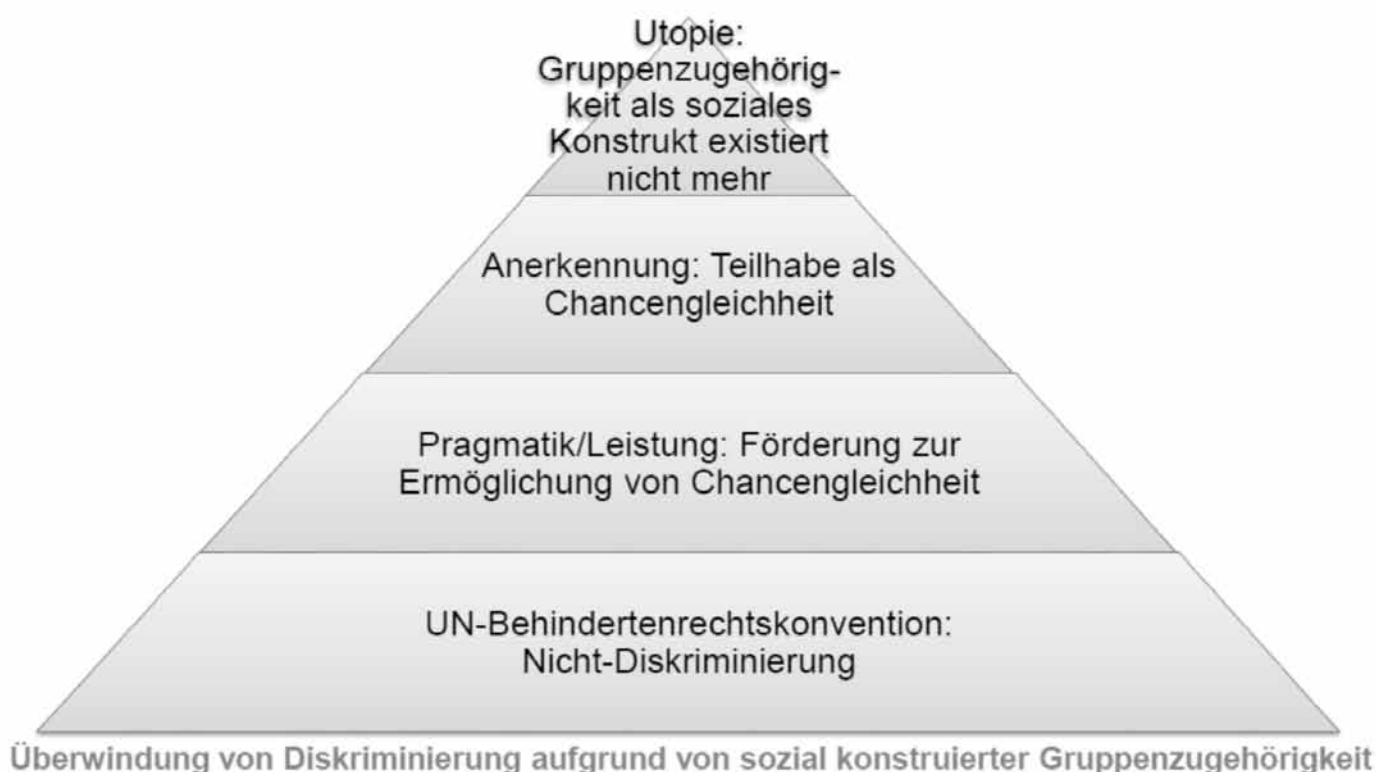 Utopie:
Gruppenzugehörig-
keit als soziales
Konstrukt existiert
nicht mehr
Anerkennung: Teilhabe als
Chancengleichheit
Pragmatik/Leistung: Förderung zur
Ermöglichung von Chancengleichheit
UN-Behindertenrechtskonvention:
Nicht-Diskriminierung
Überwindung von Diskriminierung aufgrund von sozial konstruierter Gruppenzugehörigkeit